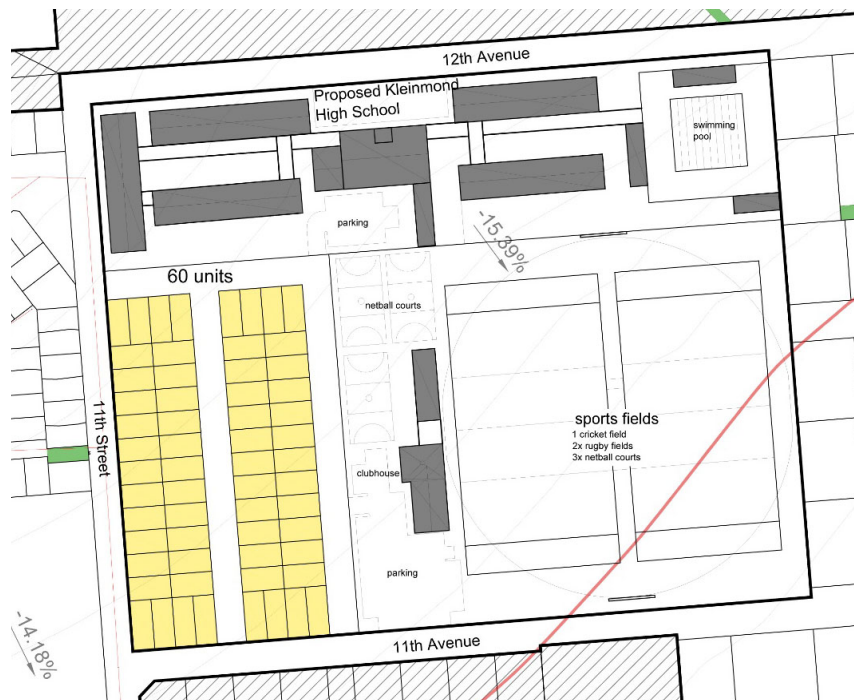 12th Avenue
Proposed Kleinmond
High School
swimming
pool
parking
-15.39%
60 units
netball courts
11th Street
sports fields
1 cricket field
2x rugby fields
3x netball courts
clubhouse
parking
-14.18%
11th Avenue